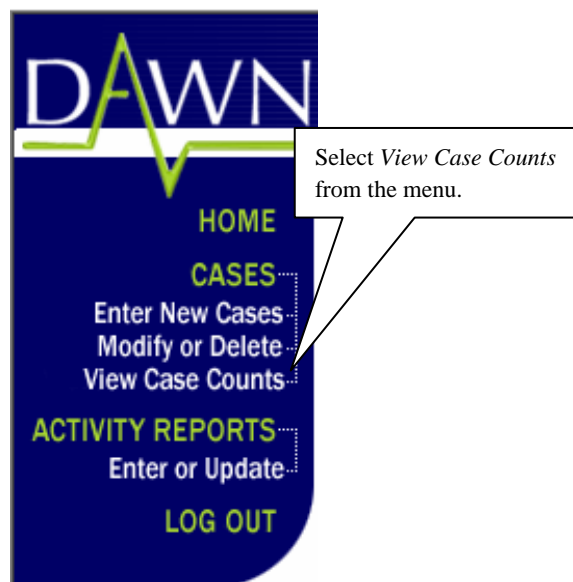 DAWN
Select View Case Counts
from the menu.
HOME
CASES
Enter New Cases
Modify or Delete
View Case Counts
ACTIVITY REPORTS
Enter or Update
LOG OUT